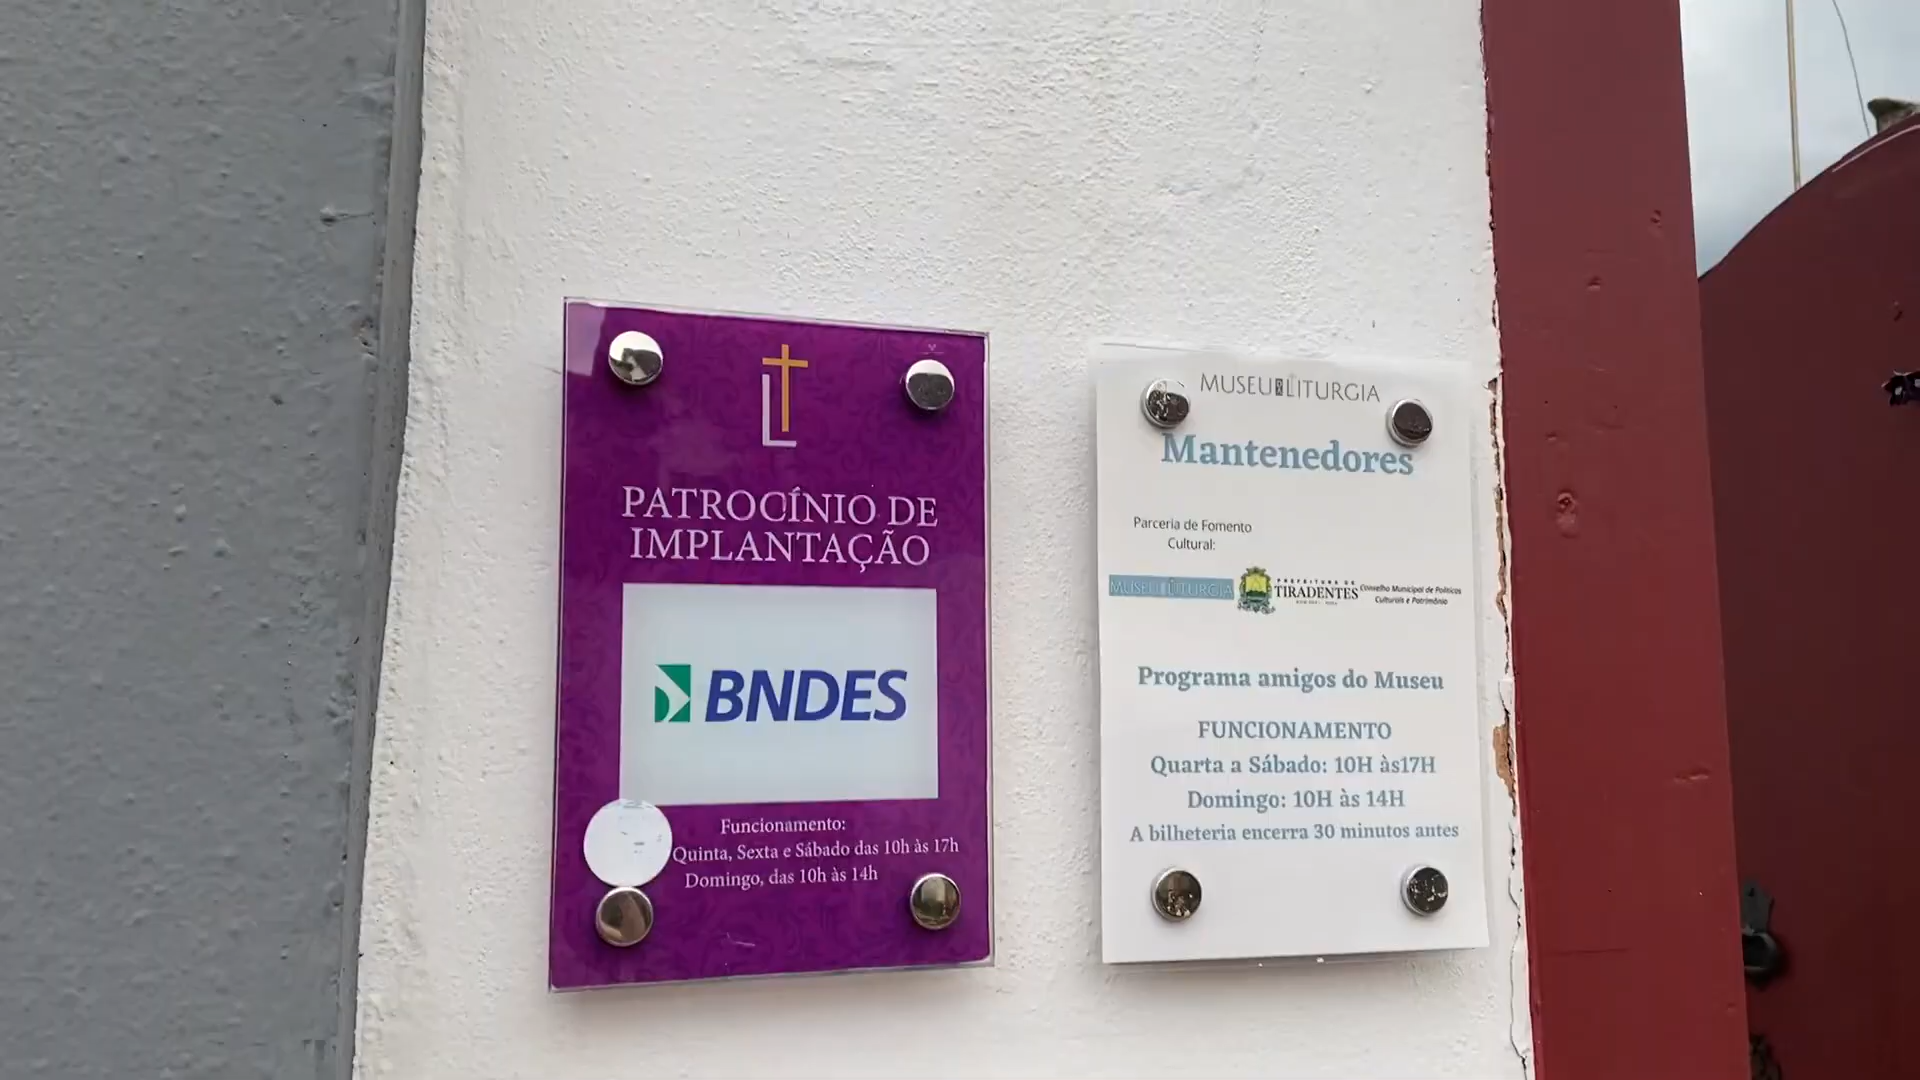 PATROCÍNIO DE
IMPLANTAÇÃO
BNDES
Funcionamento:
Quinta, Sexta e Sábado das 10h às 17h
Domingo, das 10h às 14h
MUSEU DA LITURGIA
Mantenedores
Parceria de Fomento
Cultural:
MUSEU DA LITURGIA
PREFEITURA DE
TIRADENTES
Conselho Municipal de Políticas
Culturais e Patrimônio
Programa amigos do Museu
FUNCIONAMENTO
Quarta a Sábado: 10H às17H
Domingo: 10H às 14H
A bilheteria encerra 30 minutos antes